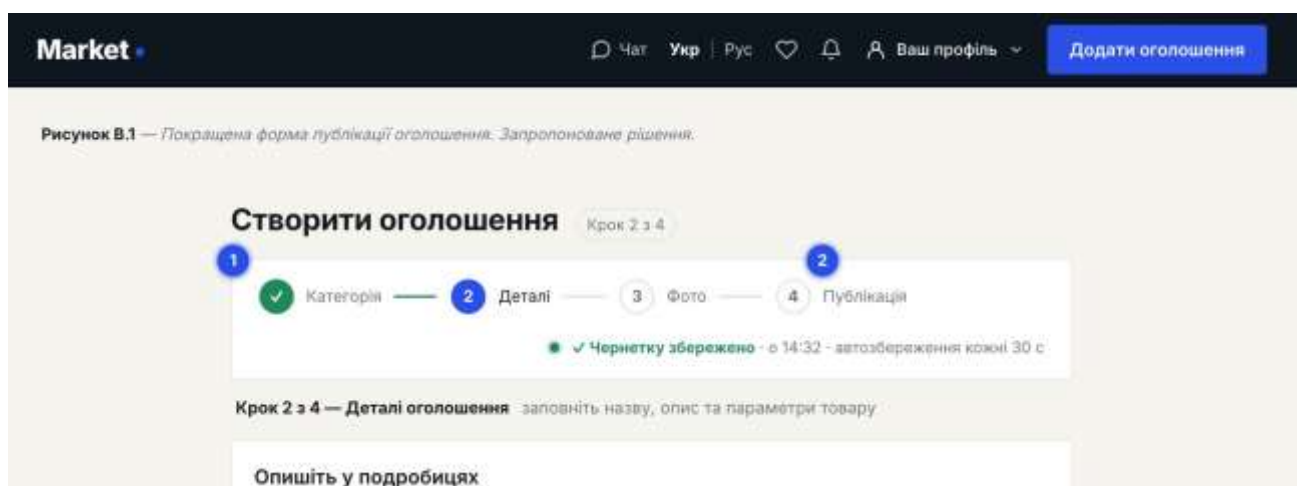 Market
Чат Укр | Рус Ваш профіль Додати оголошення
Рисунок В.1 — Покращена форма публікації оголошення. Запропоноване рішення.
Створити оголошення Крок 2 з 4
1 2
✓ Категорія 2 Деталі 3 Фото 4 Публікація
✓ Чернетку збережено · о 14:32 · автозбереження кожні 30 с
Крок 2 з 4 — Деталі оголошення заповніть назву, опис та параметри товару
Опишіть у подробицях